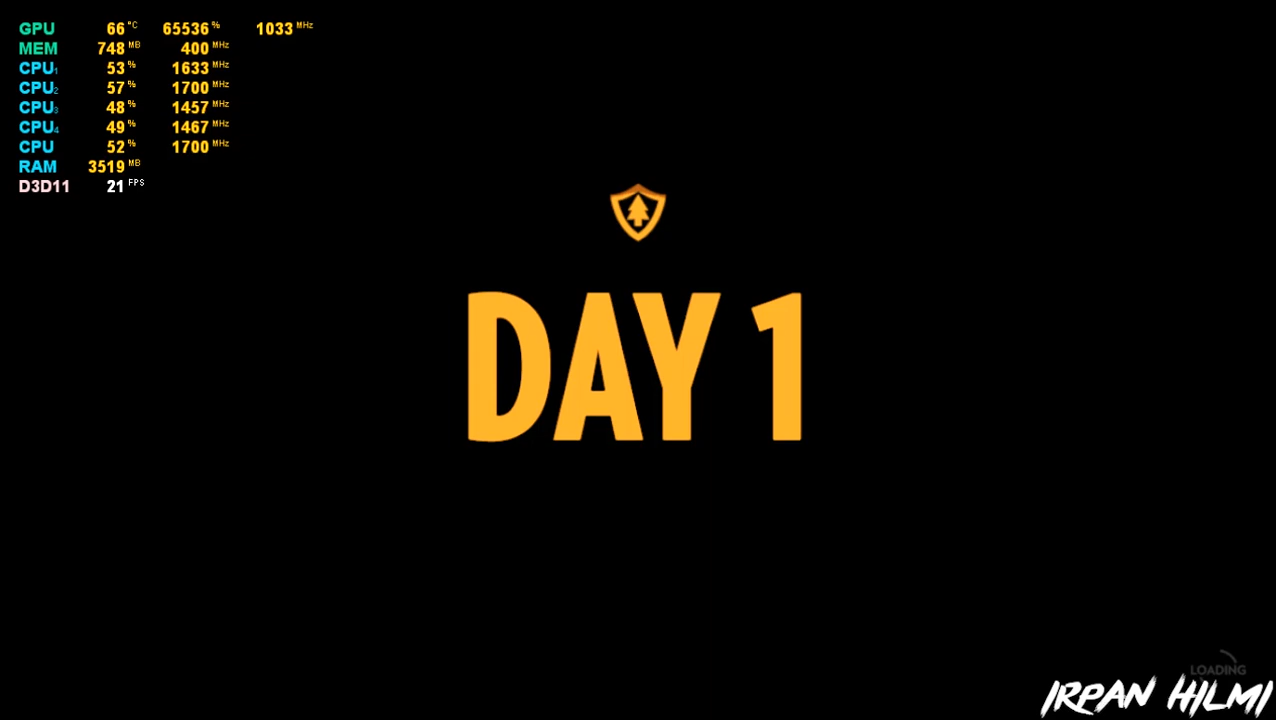 GPU 66 °C 65536 % 1033 MHz
MEM 748 MB 400 MHz
CPU1 53 % 1633 MHz
CPU2 57 % 1700 MHz
CPU3 48 % 1457 MHz
CPU4 49 % 1467 MHz
CPU 52 % 1700 MHz
RAM 3519 MB
D3D11 21 FPS
DAY 1
LOADING
IRPAN HILMI